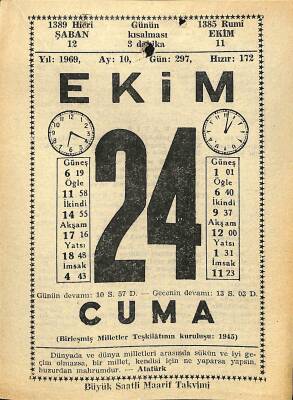 1389 Hicri
ŞABAN
12
Günün
kısalması
3 dakika
1385 Rumi
EKİM
11
Yıl: 1969, Ay: 10, Gün: 297, Hızır: 172
EKİM
24
Güneş
6 19
Öğle
11 58
İkindi
14 55
Akşam
17 16
Yatsı
18 48
İmsak
4 43
Güneş
1 01
Öğle
6 40
İkindi
9 37
Akşam
12 00
Yatsı
1 31
İmsak
11 23
Günün devamı: 10 S. 57 D. — Gecenin devamı: 13 S. 03 D.
CUMA
(Birleşmiş Milletler Teşkilâtının kuruluşu: 1945)
Dünyada ve dünya milletleri arasında sükûn ve iyi ge-
çim olmazsa, bir millet, kendisi için ne yaparsa yapsın,
huzurdan mahrumdur. — Atatürk
Büyük Saatli Maarif Takvimi